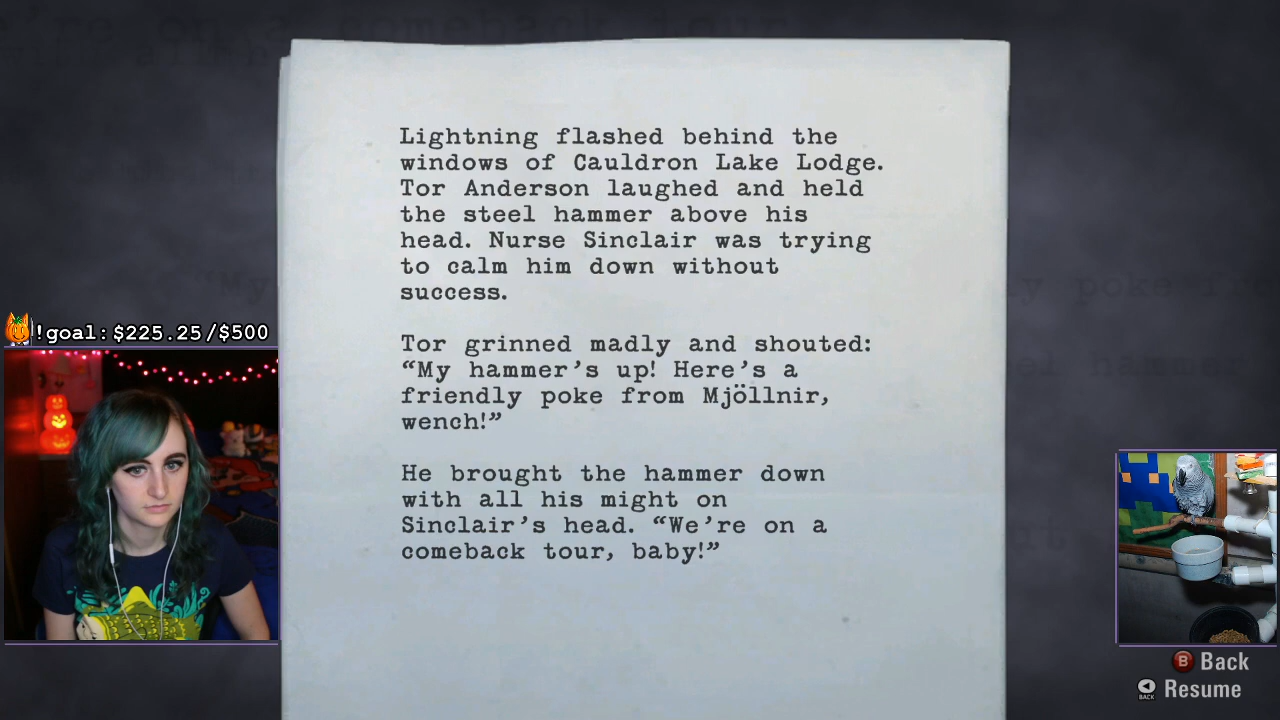 Lightning flashed behind the
windows of Cauldron Lake Lodge.
Tor Anderson laughed and held
the steel hammer above his
head. Nurse Sinclair was trying
to calm him down without
success.
Tor grinned madly and shouted:
“My hammer’s up! Here’s a
friendly poke from Mjöllnir,
wench!”
He brought the hammer down
with all his might on
Sinclair’s head. “We’re on a
comeback tour, baby!”
!goal: $225.25/$500
B Back
BACK Resume